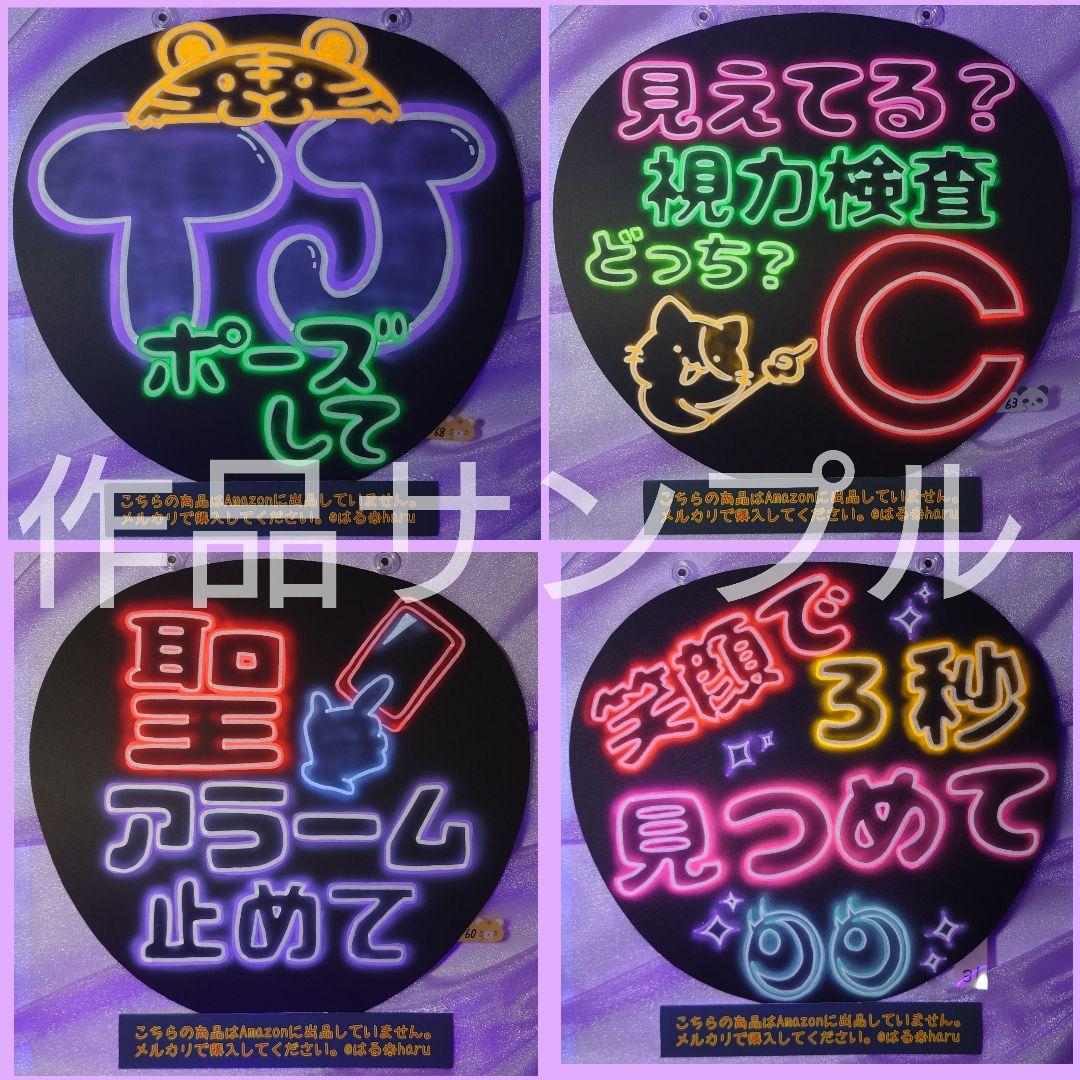 TJ
ポーズ
して
68
こちらの商品はAmazonに出品していません。
メルカリで購入してください。@はる❁haru
見えてる?
視力検査
どっち?
C
63
こちらの商品はAmazonに出品していません。
メルカリで購入してください。@はる❁haru
作品サンプル
聖
アラーム
止めて
60
こちらの商品はAmazonに出品していません。
メルカリで購入してください。@はる❁haru
笑顔で
3秒
見つめて
31
こちらの商品はAmazonに出品していません。
メルカリで購入してください。@はる❁haru